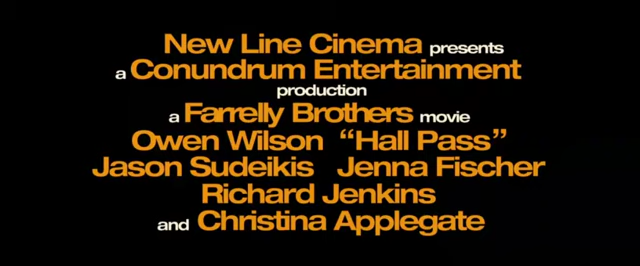 New Line Cinema presents
a Conundrum Entertainment
production
a Farrelly Brothers movie
Owen Wilson “Hall Pass”
Jason Sudeikis Jenna Fischer
Richard Jenkins
and Christina Applegate